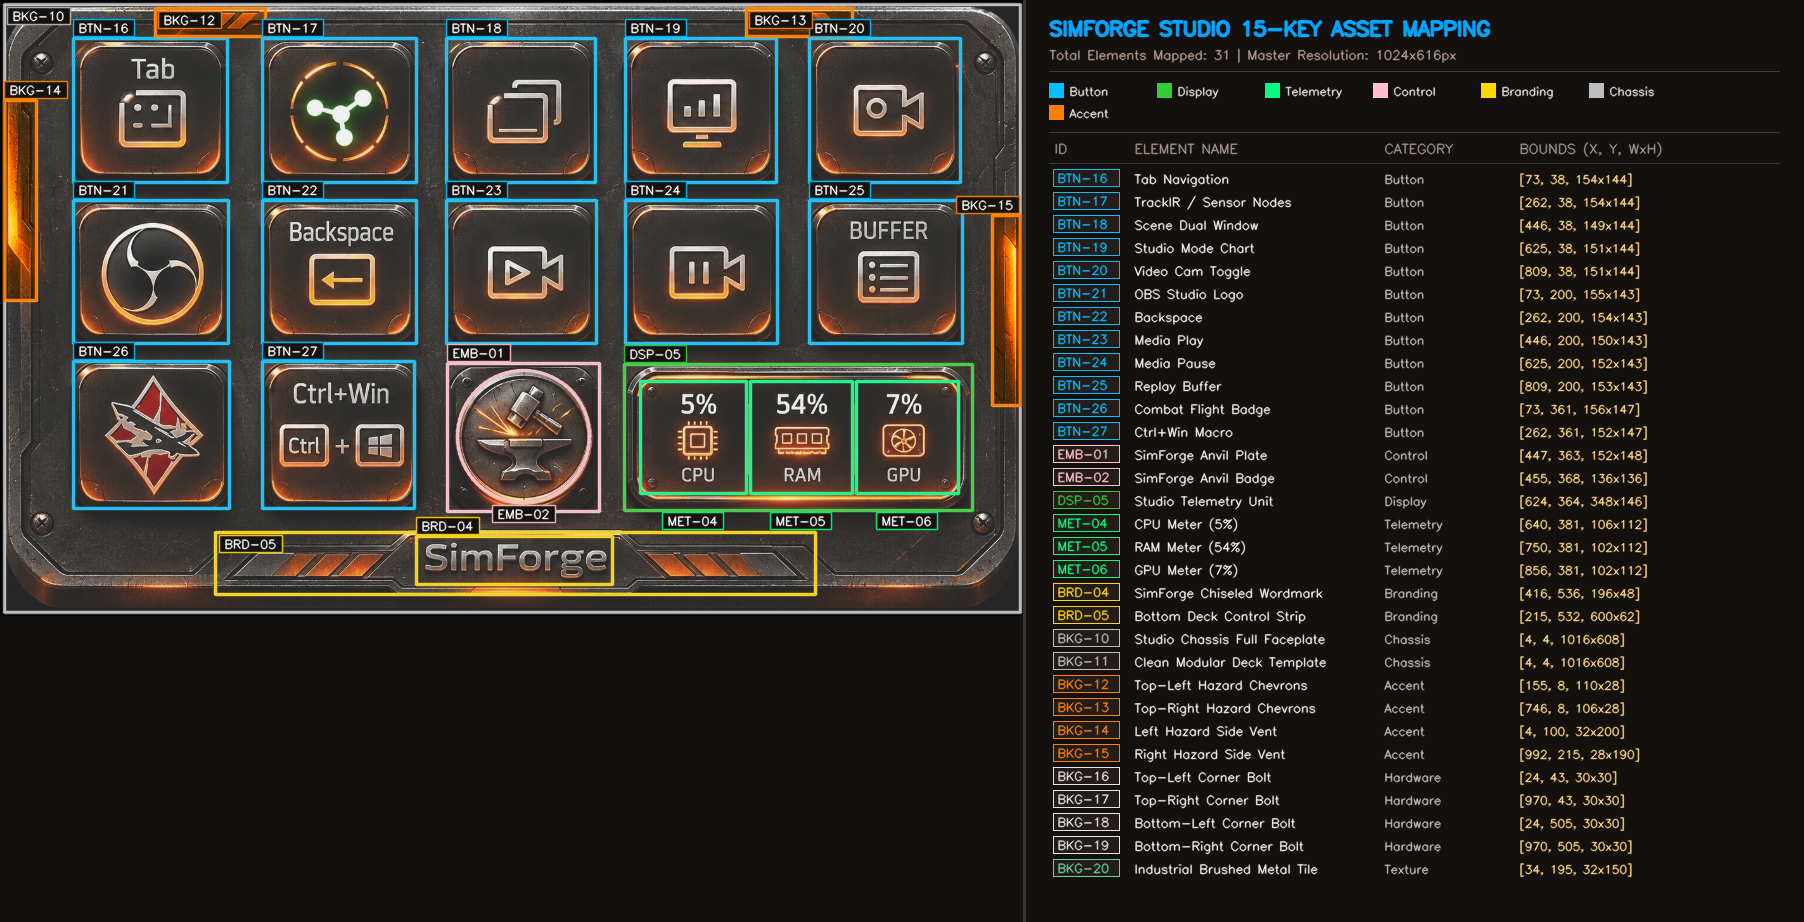 BKG-10
BKG-12
BKG-13
BTN-16
BTN-17
BTN-18
BTN-19
BTN-20
Tab
BKG-14
BTN-21
BTN-22
BTN-23
BTN-24
BTN-25
BKG-15
Backspace
BUFFER
BTN-26
BTN-27
EMB-01
DSP-05
Ctrl+Win
Ctrl +
5%
54%
7%
CPU
RAM
GPU
EMB-02
MET-04
MET-05
MET-06
BRD-04
BRD-05
SimForge
SIMFORGE STUDIO 15-KEY ASSET MAPPING
Total Elements Mapped: 31 | Master Resolution: 1024x616px
Button Display Telemetry Control Branding Chassis
Accent
ID ELEMENT NAME CATEGORY BOUNDS (X, Y, WxH)
BTN-16 Tab Navigation Button [73, 38, 154x144]
BTN-17 TrackIR / Sensor Nodes Button [262, 38, 154x144]
BTN-18 Scene Dual Window Button [446, 38, 149x144]
BTN-19 Studio Mode Chart Button [625, 38, 151x144]
BTN-20 Video Cam Toggle Button [809, 38, 151x144]
BTN-21 OBS Studio Logo Button [73, 200, 155x143]
BTN-22 Backspace Button [262, 200, 154x143]
BTN-23 Media Play Button [446, 200, 150x143]
BTN-24 Media Pause Button [625, 200, 152x143]
BTN-25 Replay Buffer Button [809, 200, 153x143]
BTN-26 Combat Flight Badge Button [73, 361, 156x147]
BTN-27 Ctrl+Win Macro Button [262, 361, 152x147]
EMB-01 SimForge Anvil Plate Control [447, 363, 152x148]
EMB-02 SimForge Anvil Badge Control [455, 368, 136x136]
DSP-05 Studio Telemetry Unit Display [624, 364, 348x146]
MET-04 CPU Meter (5%) Telemetry [640, 381, 106x112]
MET-05 RAM Meter (54%) Telemetry [750, 381, 102x112]
MET-06 GPU Meter (7%) Telemetry [856, 381, 102x112]
BRD-04 SimForge Chiseled Wordmark Branding [416, 536, 196x48]
BRD-05 Bottom Deck Control Strip Branding [215, 532, 600x62]
BKG-10 Studio Chassis Full Faceplate Chassis [4, 4, 1016x608]
BKG-11 Clean Modular Deck Template Chassis [4, 4, 1016x608]
BKG-12 Top-Left Hazard Chevrons Accent [155, 8, 110x28]
BKG-13 Top-Right Hazard Chevrons Accent [746, 8, 106x28]
BKG-14 Left Hazard Side Vent Accent [4, 100, 32x200]
BKG-15 Right Hazard Side Vent Accent [992, 215, 28x190]
BKG-16 Top-Left Corner Bolt Hardware [24, 43, 30x30]
BKG-17 Top-Right Corner Bolt Hardware [970, 43, 30x30]
BKG-18 Bottom-Left Corner Bolt Hardware [24, 505, 30x30]
BKG-19 Bottom-Right Corner Bolt Hardware [970, 505, 30x30]
BKG-20 Industrial Brushed Metal Tile Texture [34, 195, 32x150]